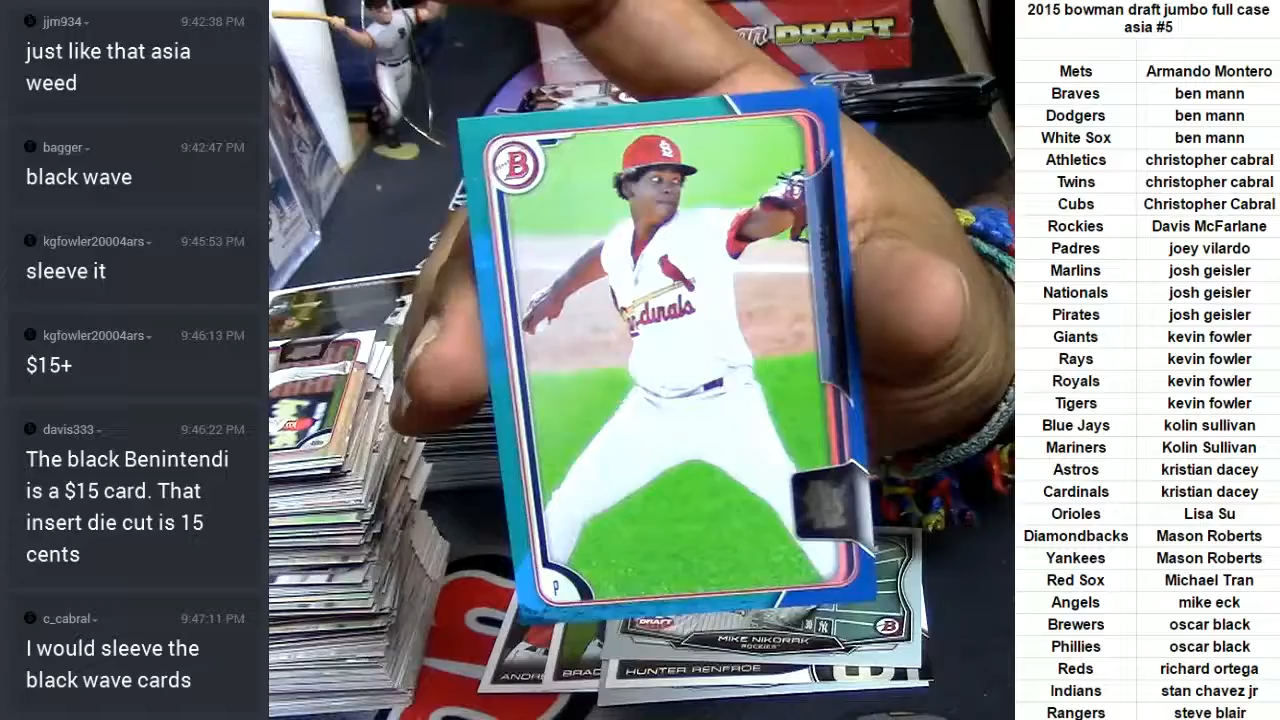 jjm934
9:42:38 PM
just like that asia
weed
bagger
9:42:47 PM
black wave
kgfowler20004ars
9:45:53 PM
sleeve it
kgfowler20004ars
9:46:13 PM
$15+
davis333
9:46:22 PM
The black Benintendi
is a $15 card. That
insert die cut is 15
cents
c_cabral
9:47:11 PM
I would sleeve the
black wave cards
DRAFT
B
Cardinals
P
DRAFT
MIKE NIKORAK
ROCKIES
B
ANDR
BRAD
HUNTER RENFROE
2015 bowman draft jumbo full case
asia #5
Mets Armando Montero
Braves ben mann
Dodgers ben mann
White Sox ben mann
Athletics christopher cabral
Twins christopher cabral
Cubs Christopher Cabral
Rockies Davis McFarlane
Padres joey vilardo
Marlins josh geisler
Nationals josh geisler
Pirates josh geisler
Giants kevin fowler
Rays kevin fowler
Royals kevin fowler
Tigers kevin fowler
Blue Jays kolin sullivan
Mariners Kolin Sullivan
Astros kristian dacey
Cardinals kristian dacey
Orioles Lisa Su
Diamondbacks Mason Roberts
Yankees Mason Roberts
Red Sox Michael Tran
Angels mike eck
Brewers oscar black
Phillies oscar black
Reds richard ortega
Indians stan chavez jr
Rangers steve blair